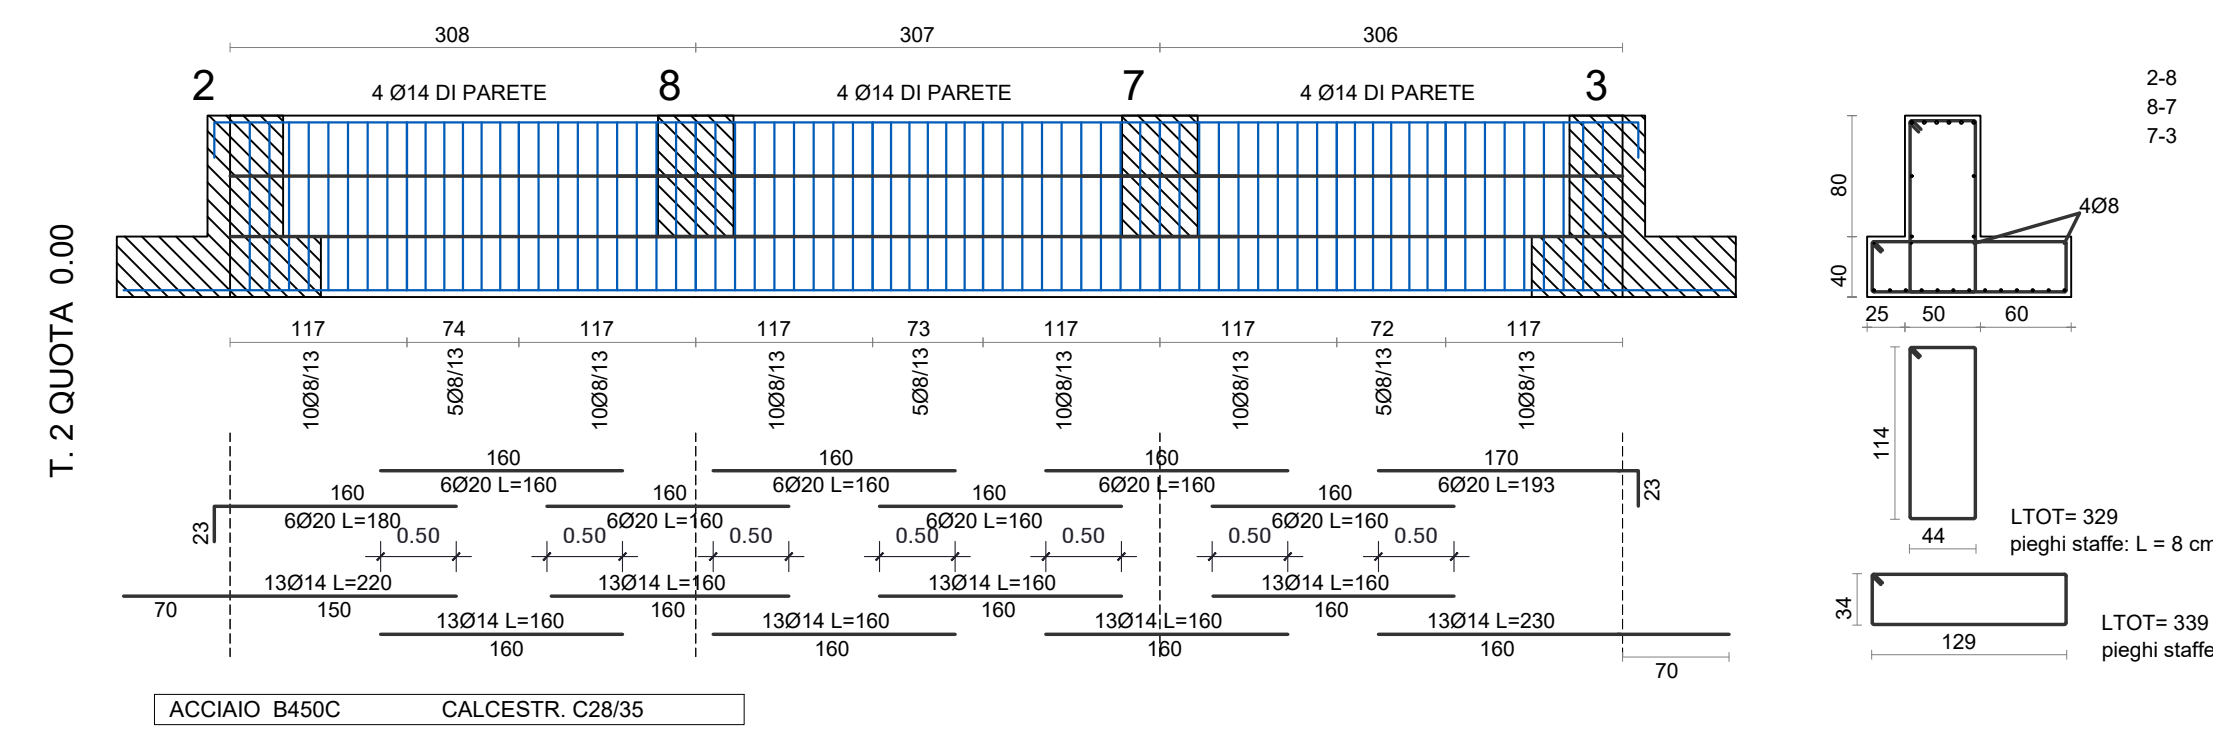 308 307 306
2 8 7 3
4 Ø14 DI PARETE 4 Ø14 DI PARETE 4 Ø14 DI PARETE
T. 2 QUOTA 0.00
117 74 117 117 73 117 117 72 117
10Ø8/13 5Ø8/13 10Ø8/13 10Ø8/13 5Ø8/13 10Ø8/13 10Ø8/13 5Ø8/13 10Ø8/13
160 160 160 170
6Ø20 L=160 6Ø20 L=160 6Ø20 L=160 6Ø20 L=193
23
160 160 160 160
23
6Ø20 L=180 6Ø20 L=160 6Ø20 L=160 6Ø20 L=160
0.50 0.50 0.50 0.50 0.50 0.50 0.50
13Ø14 L=220 13Ø14 L=160 13Ø14 L=160 13Ø14 L=160
70 150 160 160 160
13Ø14 L=160 13Ø14 L=160 13Ø14 L=160 13Ø14 L=230
160 160 160 160
70
ACCIAIO B450C CALCESTR. C28/35
2-8
8-7
7-3
80
40
4Ø8
25 50 60
114
44
LTOT= 329
pieghi staffe: L = 8 cm
34
129
LTOT= 339
pieghi staffe